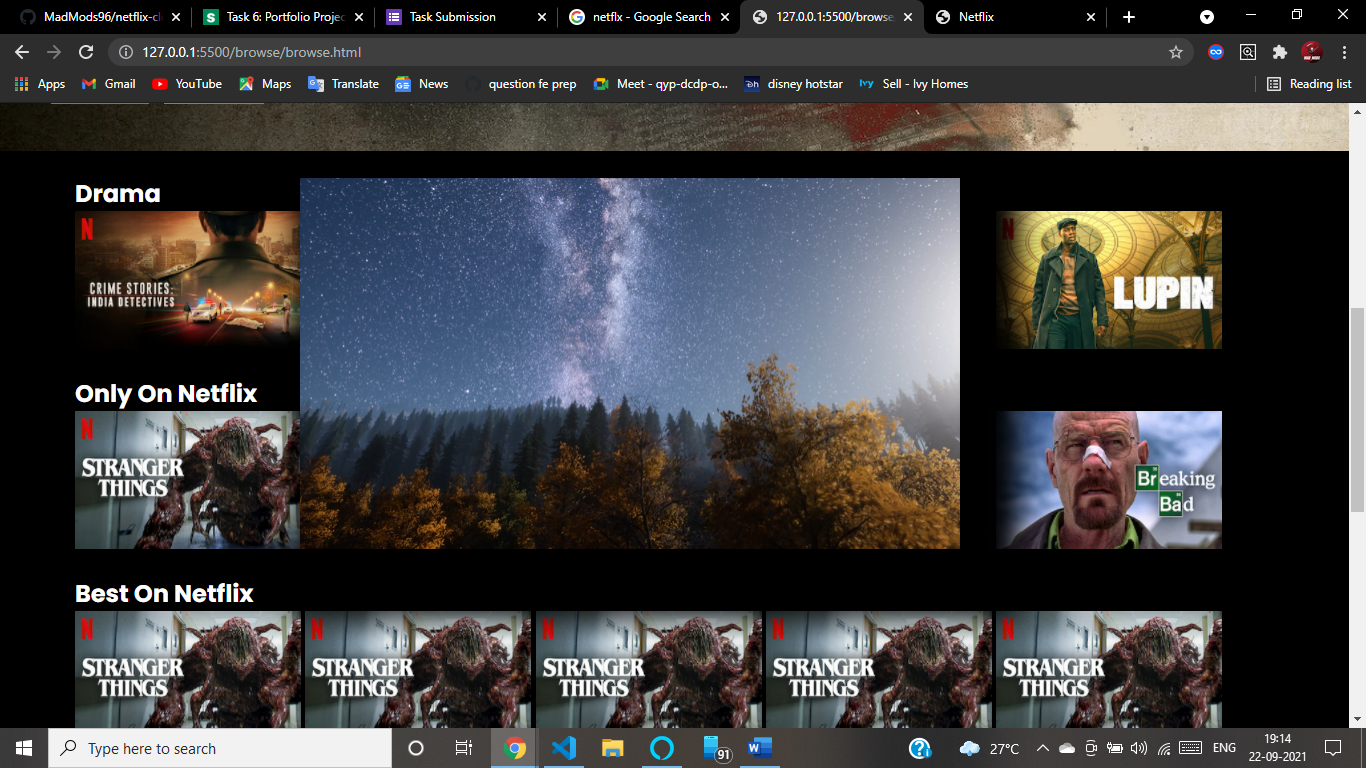 MadMods96/netflix-cl
Task 6: Portfolio Projec
Task Submission
netflx - Google Search
127.0.0.1:5500/browse
Netflix
127.0.0.1:5500/browse/browse.html
Apps
Gmail
YouTube
Maps
Translate
News
question fe prep
Meet - qyp-dcdp-o...
disney hotstar
Sell - Ivy Homes
Reading list
Drama
N
CRIME STORIES:
INDIA DETECTIVES
N
LUPIN
Only On Netflix
N
STRANGER
THINGS
Breaking
Bad
Best On Netflix
N
STRANGER
THINGS
N
STRANGER
THINGS
N
STRANGER
THINGS
N
STRANGER
THINGS
N
STRANGER
THINGS
Type here to search
91
27°C
ENG
19:14
22-09-2021